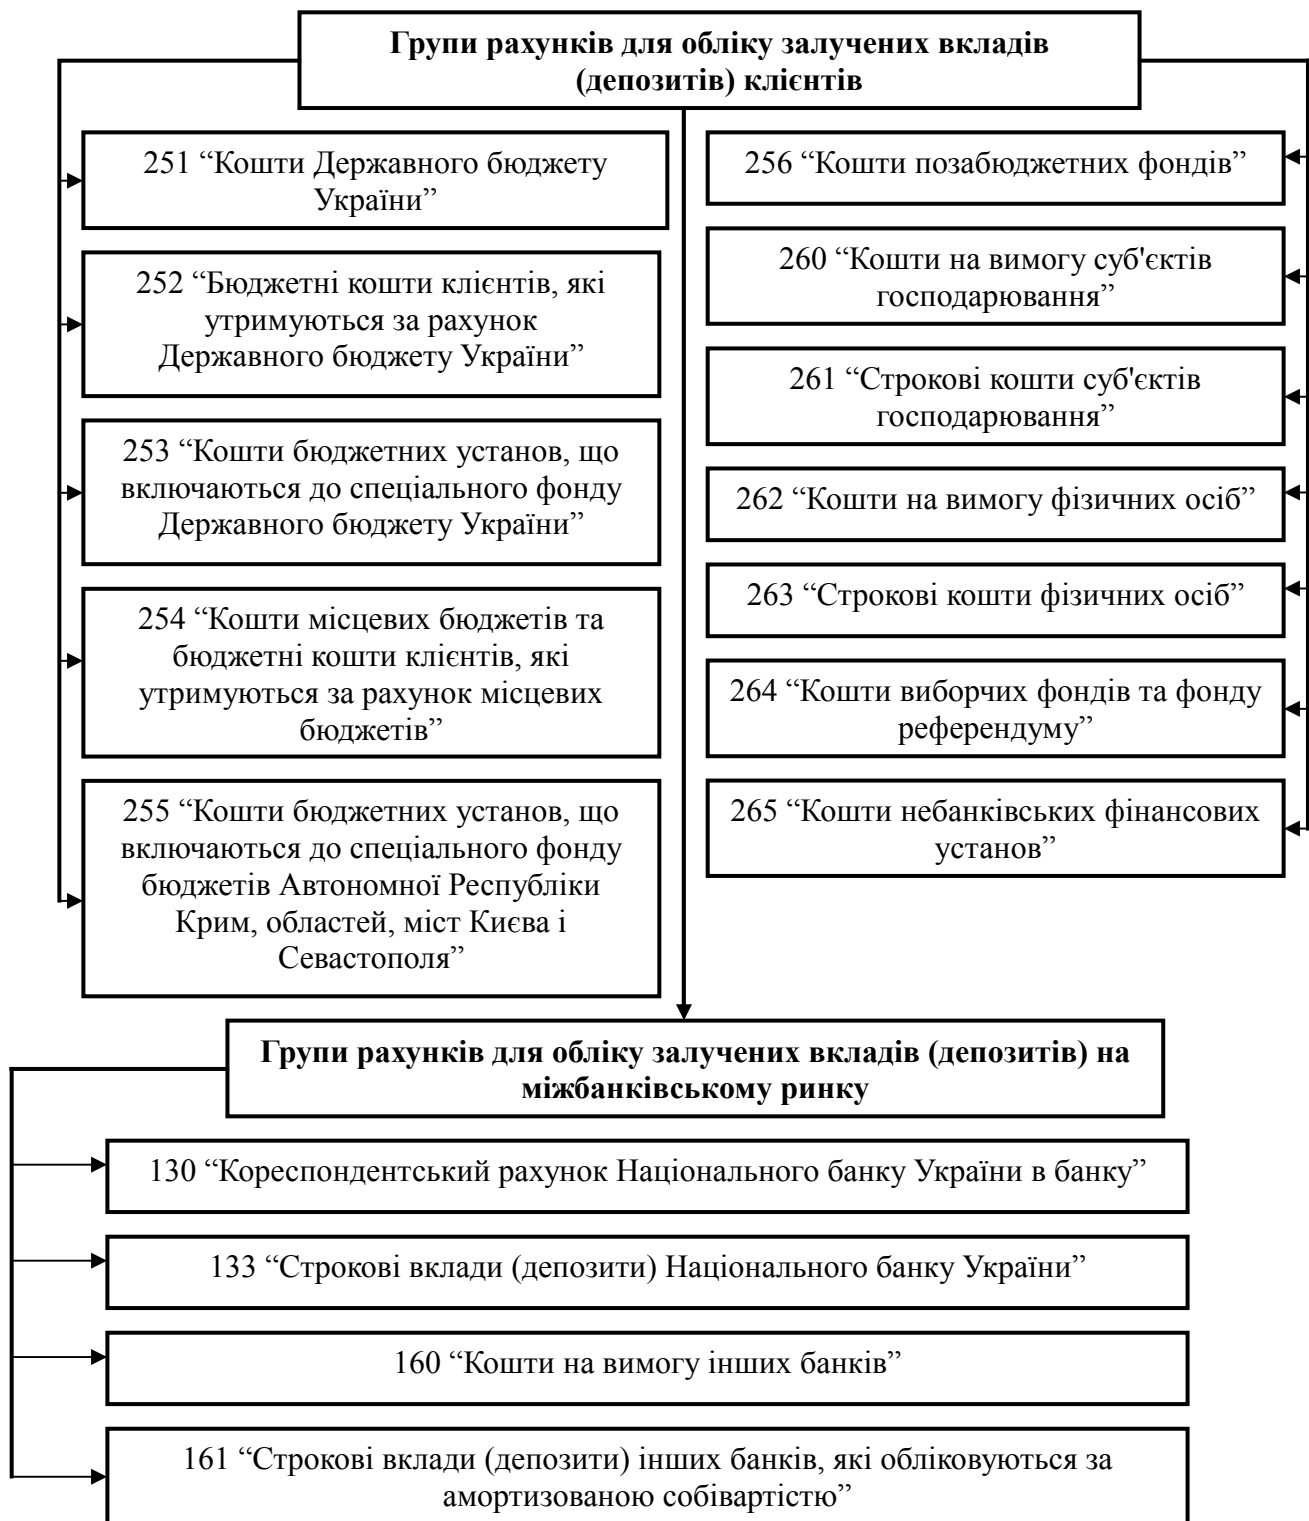 Групи рахунків для обліку залучених вкладів
(депозитів) клієнтів
251 “Кошти Державного бюджету
України”
252 “Бюджетні кошти клієнтів, які
утримуються за рахунок
Державного бюджету України”
253 “Кошти бюджетних установ, що
включаються до спеціального фонду
Державного бюджету України”
254 “Кошти місцевих бюджетів та
бюджетні кошти клієнтів, які
утримуються за рахунок місцевих
бюджетів”
255 “Кошти бюджетних установ, що
включаються до спеціального фонду
бюджетів Автономної Республіки
Крим, областей, міст Києва і
Севастополя”
256 “Кошти позабюджетних фондів”
260 “Кошти на вимогу суб'єктів
господарювання”
261 “Строкові кошти суб'єктів
господарювання”
262 “Кошти на вимогу фізичних осіб”
263 “Строкові кошти фізичних осіб”
264 “Кошти виборчих фондів та фонду
референдуму”
265 “Кошти небанківських фінансових
установ”
Групи рахунків для обліку залучених вкладів (депозитів) на
міжбанківському ринку
130 “Кореспондентський рахунок Національного банку України в банку”
133 “Строкові вклади (депозити) Національного банку України”
160 “Кошти на вимогу інших банків”
161 “Строкові вклади (депозити) інших банків, які обліковуються за
амортизованою собівартістю”